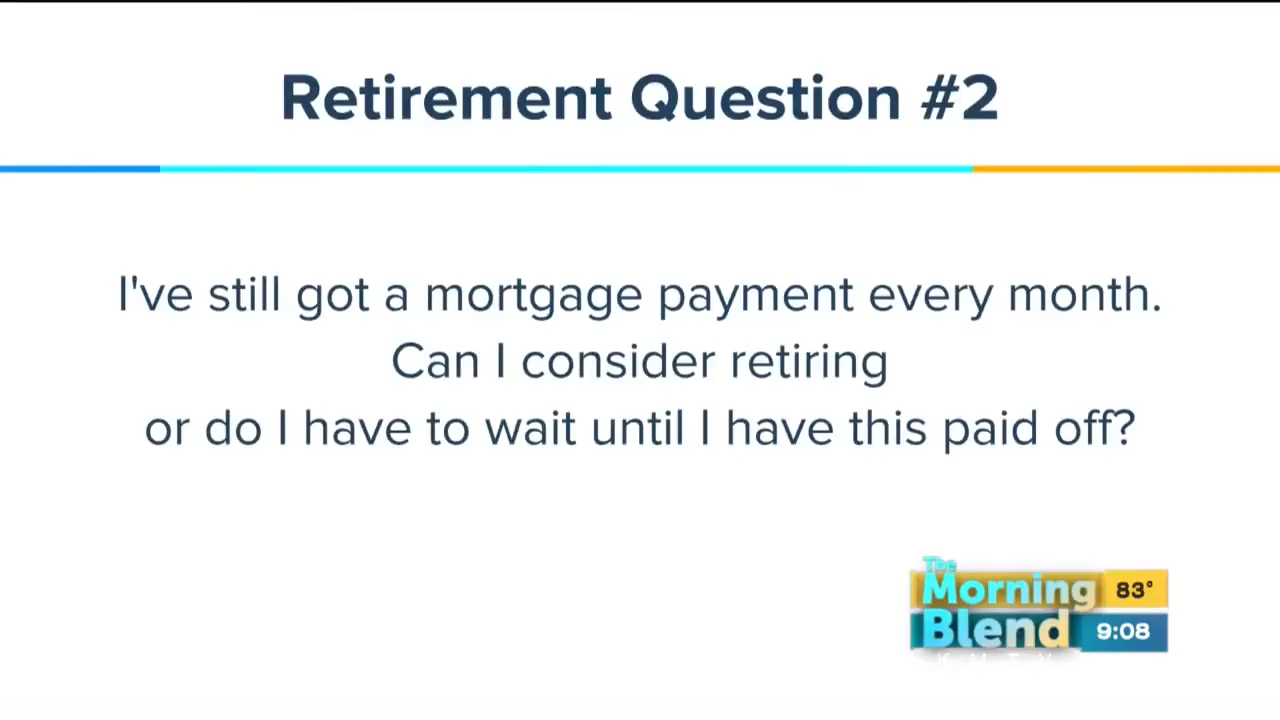 Retirement Question #2
I've still got a mortgage payment every month.
Can I consider retiring
or do I have to wait until I have this paid off?
The
Morning 83°
Blend 9:08